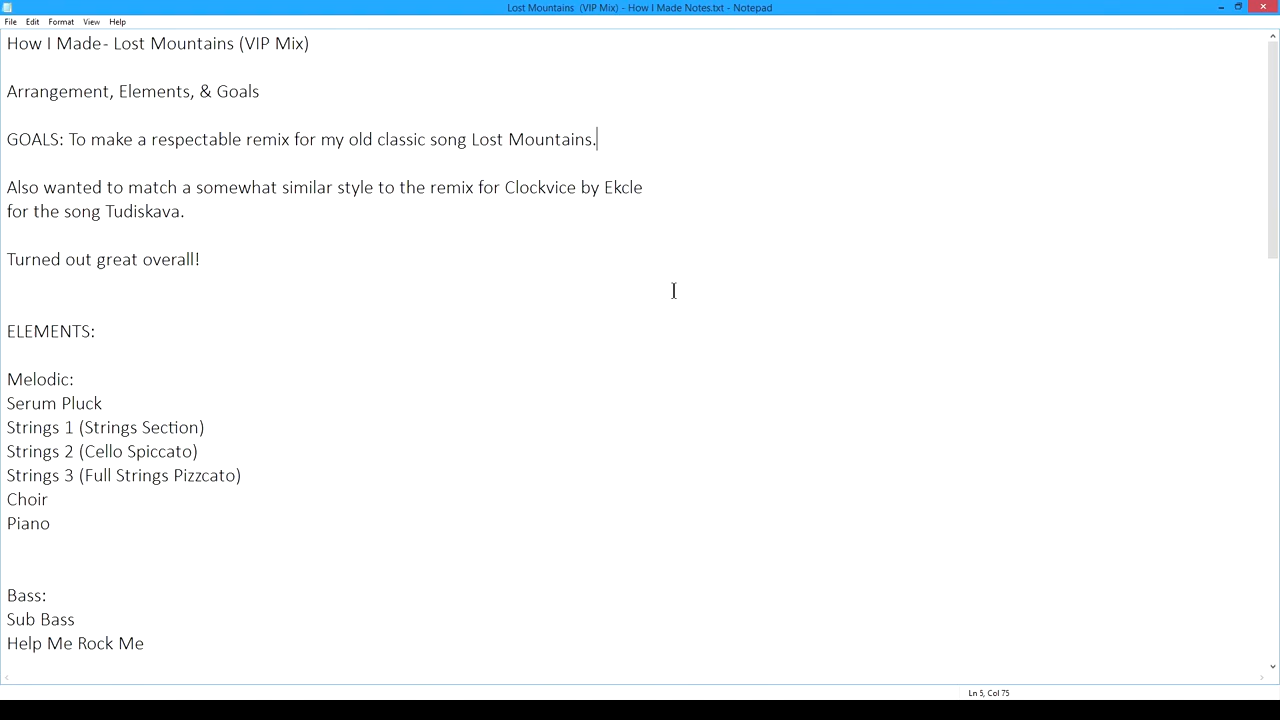 Lost Mountains  (VIP Mix) - How I Made Notes.txt - Notepad
File Edit Format View Help
How I Made- Lost Mountains (VIP Mix)
Arrangement, Elements, & Goals
GOALS: To make a respectable remix for my old classic song Lost Mountains.
Also wanted to match a somewhat similar style to the remix for Clockvice by Ekcle
for the song Tudiskava.
Turned out great overall!
ELEMENTS:
Melodic:
Serum Pluck
Strings 1 (Strings Section)
Strings 2 (Cello Spiccato)
Strings 3 (Full Strings Pizzcato)
Choir
Piano
Bass:
Sub Bass
Help Me Rock Me
Ln 5, Col 75